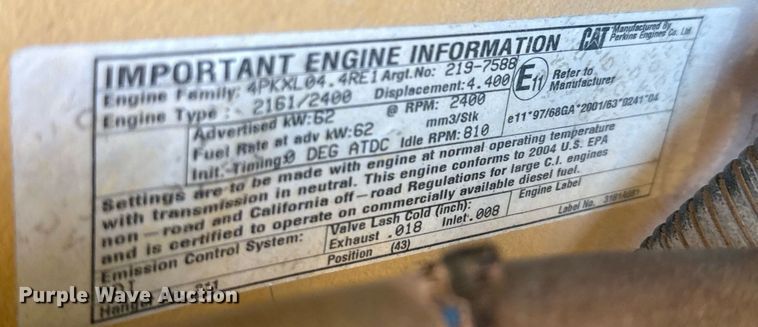 IMPORTANT ENGINE INFORMATION CAT Manufactured By Perkins Engines Co. Ltd
Engine Family: 4PKXL04.4RE1 Argt.No: 219-7588
Engine Type: 2161/2400 Displacement: 4.400
Advertised kW:62 @ RPM: 2400
Fuel Rate at adv kW:62 mm3/Stk
Init. Timing:0 DEG ATDC Idle RPM: 810
E11 Refer to Manufacturer
e11*97/68GA*2001/63*0241*04
Settings are to be made with engine at normal operating temperature
with transmission in neutral. This engine conforms to 2004 U.S. EPA
non-road and California off-road Regulations for large C.I. engines
and is certified to operate on commercially available diesel fuel.
Emission Control System:
Valve Lash Cold (inch):
Exhaust .018 Inlet .008
Position (43)
Engine Label
Label No.
Purple Wave Auction